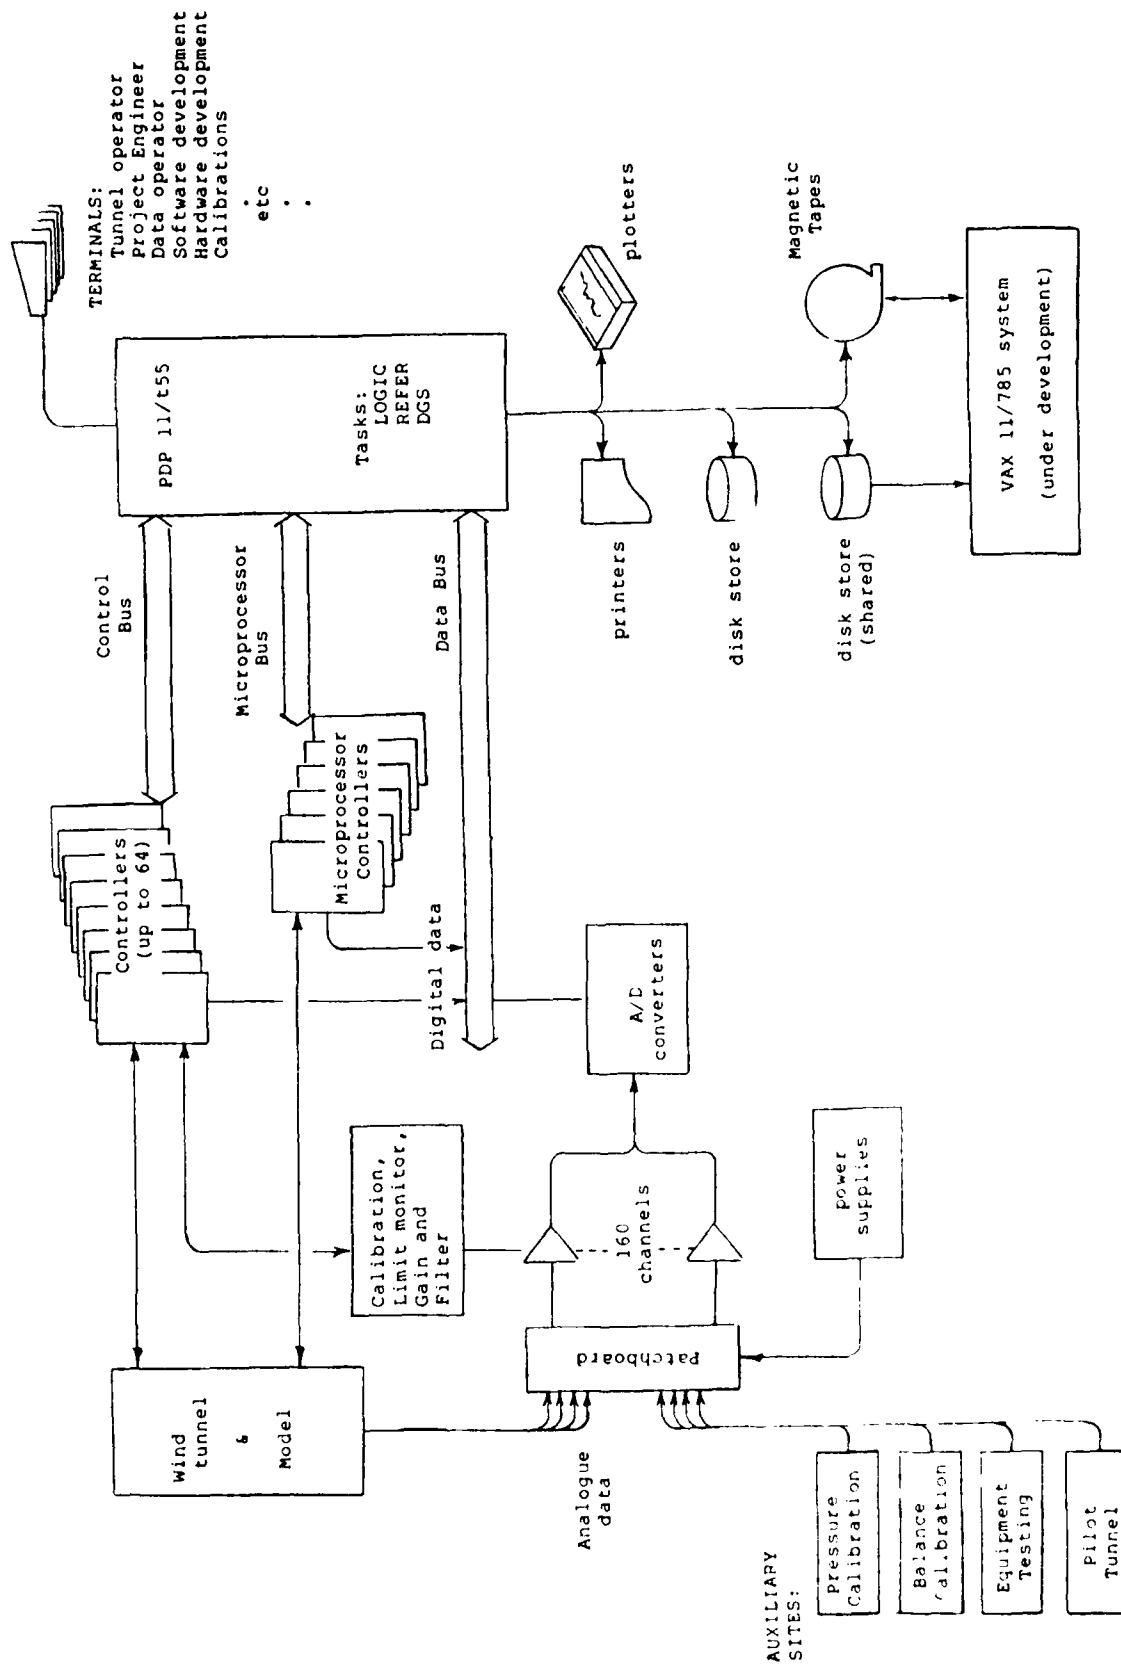 TERMINALS:
Tunnel operator
Project Engineer
Data operator
Software development
Hardware development
Calibrations
.
etc
.
.
PDP 11/t55
Tasks:
LOGIC
REFER
DGS
Control
Bus
Microprocessor
Bus
Data Bus
Controllers
(up to 64)
Microprocessor
Controllers
Digital data
Wind
tunnel
&
Model
Calibration,
Limit monitor,
Gain and
Filter
Analogue
data
Patchboard
160
channels
A/D
converters
power
supplies
AUXILIARY
SITES:
Pressure
Calibration
Balance
Calibration
Equipment
Testing
Pilot
Tunnel
printers
plotters
disk store
disk store
(shared)
Magnetic
Tapes
VAX 11/785 system
(under development)